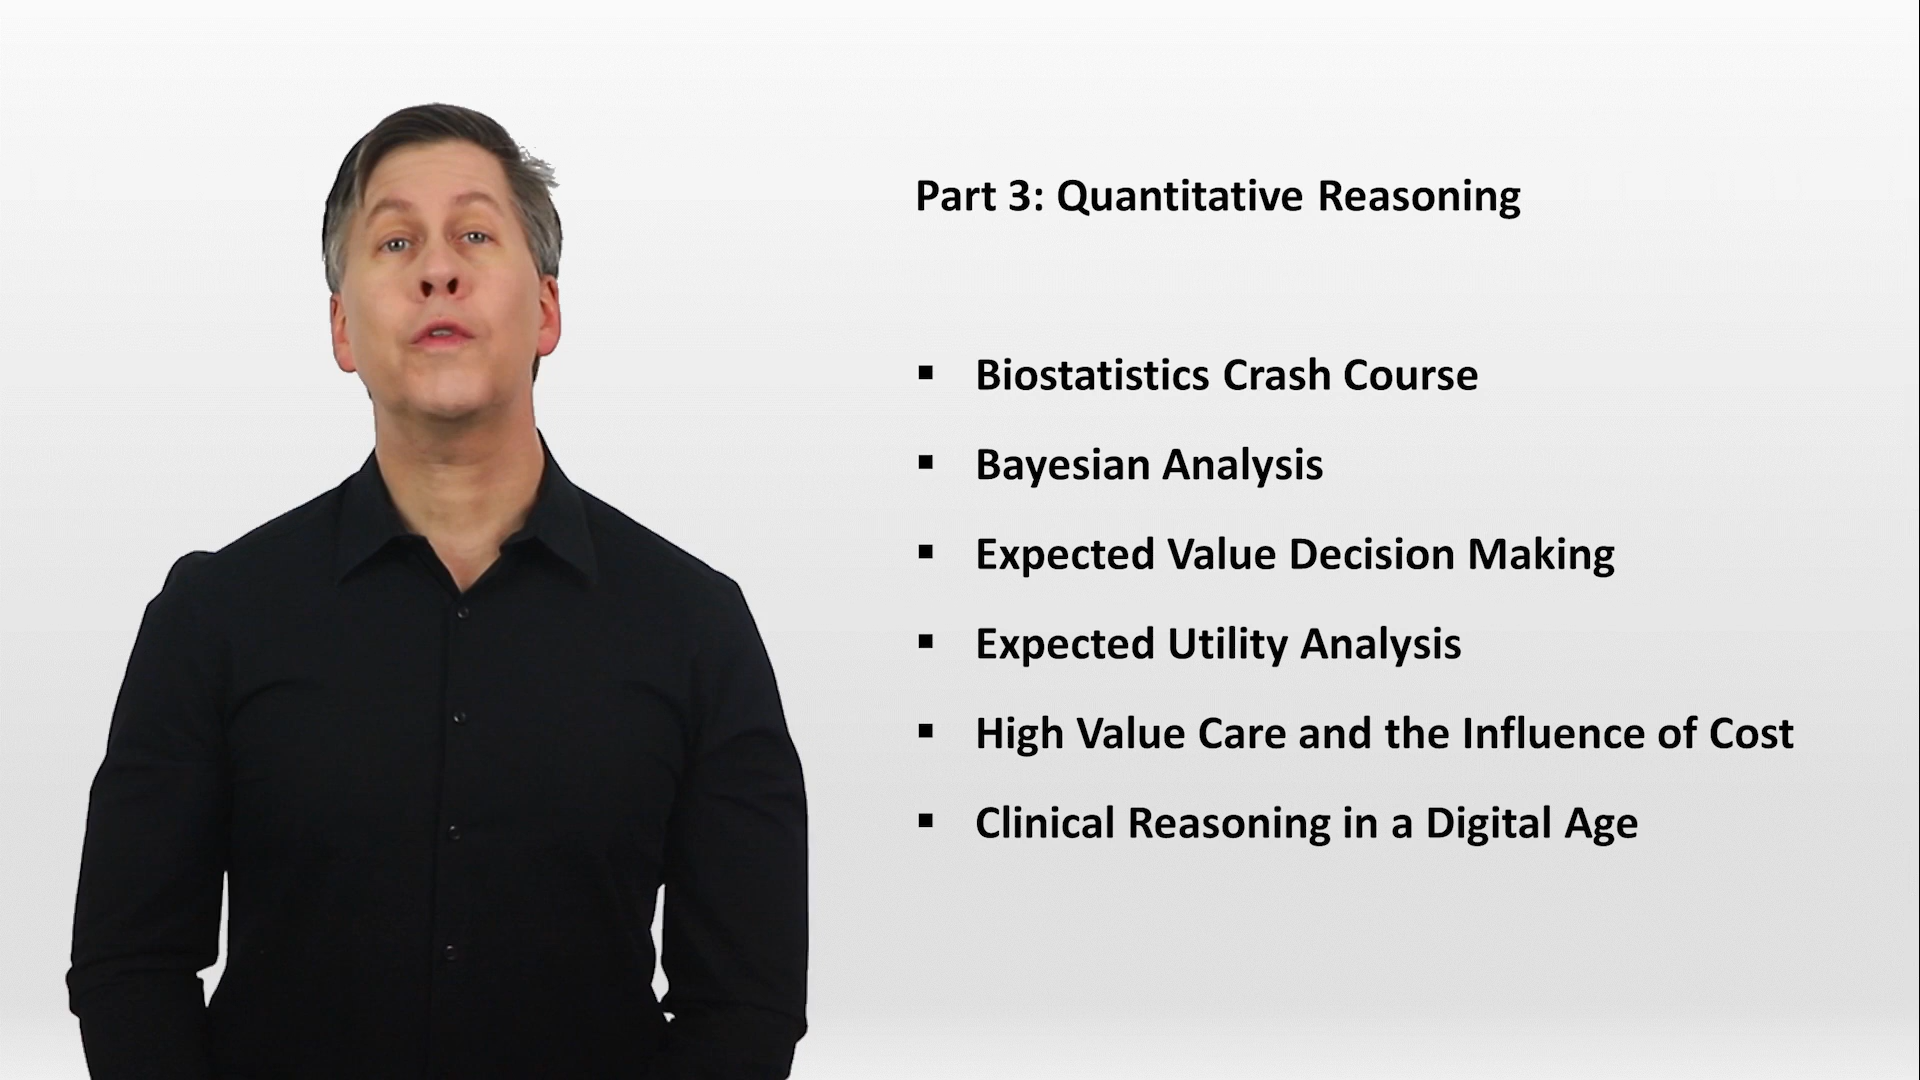 Part 3: Quantitative Reasoning
▪ Biostatistics Crash Course
▪ Bayesian Analysis
▪ Expected Value Decision Making
▪ Expected Utility Analysis
▪ High Value Care and the Influence of Cost
▪ Clinical Reasoning in a Digital Age